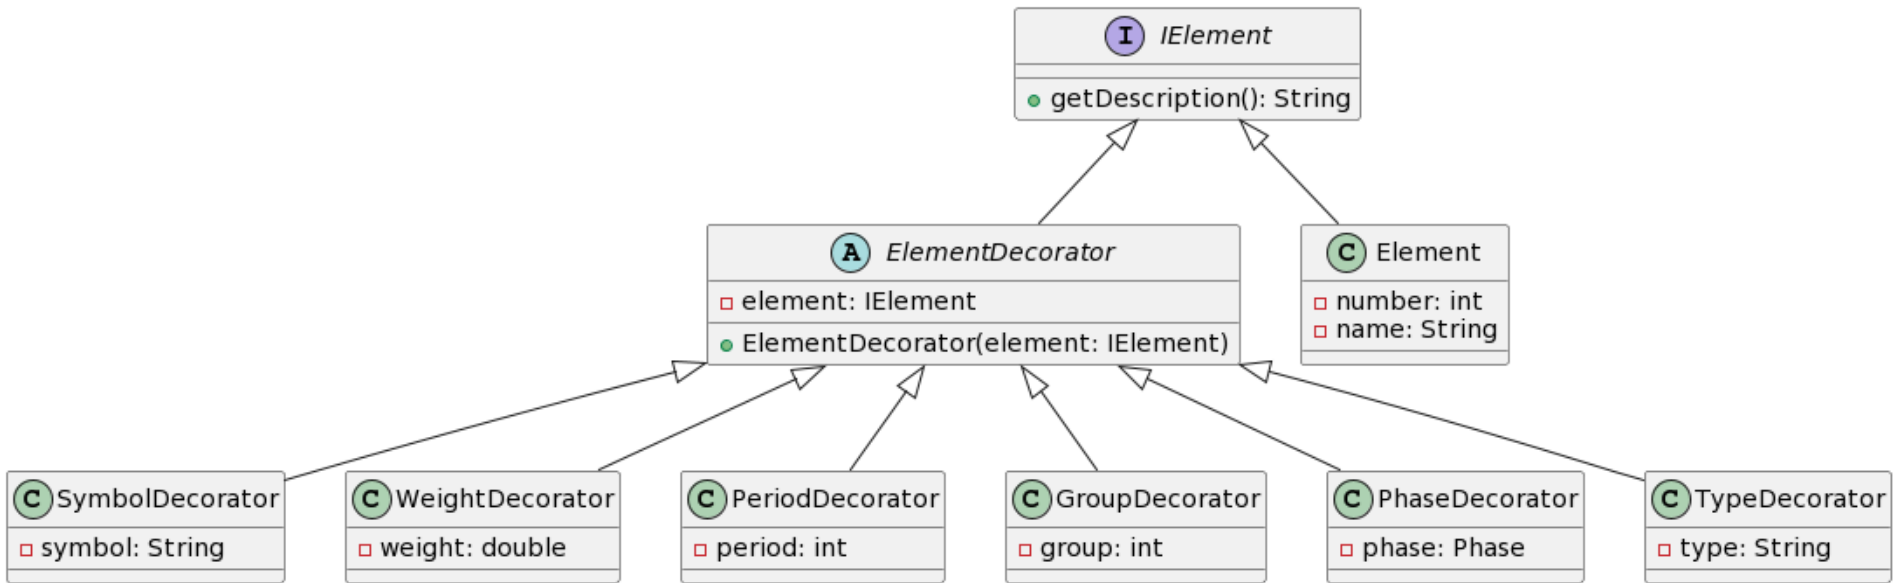 I IElement
getDescription(): String
A ElementDecorator
element: IElement
ElementDecorator(element: IElement)
C Element
number: int
name: String
C SymbolDecorator
symbol: String
C WeightDecorator
weight: double
C PeriodDecorator
period: int
C GroupDecorator
group: int
C PhaseDecorator
phase: Phase
C TypeDecorator
type: String